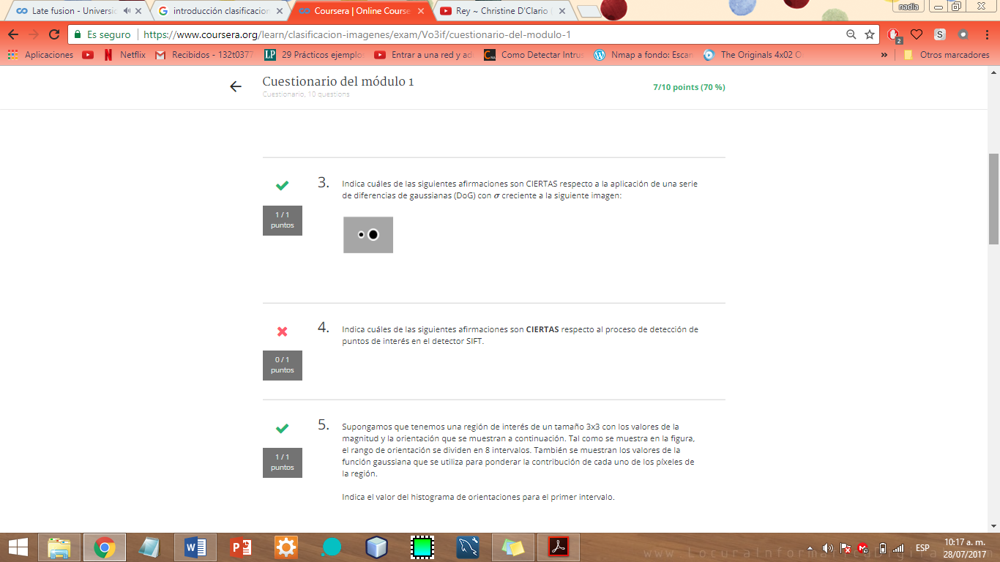 Late fusion - Universid
introducción clasificacion
Coursera | Online Course
Rey ~ Christine D'Clario (
nadia
Es seguro
https://www.coursera.org/learn/clasificacion-imagenes/exam/Vo3if/cuestionario-del-modulo-1
2
S
Aplicaciones
N Netflix
Recibidos - 132t0377
LP 29 Prácticos ejemplo
Entrar a una red y ad
Como Detectar Intrus
Nmap a fondo: Escan
The Originals 4x02 O
»
Otros marcadores
Cuestionario del módulo 1
Cuestionario, 10 questions
7/10 points (70 %)
3.
Indica cuáles de las siguientes afirmaciones son CIERTAS respecto a la aplicación de una serie
de diferencias de gaussianas (DoG) con σ creciente a la siguiente imagen:
1 / 1
puntos
4.
Indica cuáles de las siguientes afirmaciones son CIERTAS respecto al proceso de detección de
puntos de interés en el detector SIFT.
0 / 1
puntos
5.
Supongamos que tenemos una región de interés de un tamaño 3x3 con los valores de la
magnitud y la orientación que se muestran a continuación. Tal como se muestra en la figura,
el rango de orientación se dividen en 8 intervalos. También se muestran los valores de la
función gaussiana que se utiliza para ponderar la contribución de cada uno de los píxeles de
la región.
1 / 1
puntos
Indica el valor del histograma de orientaciones para el primer intervalo.
ESP
10:17 a. m.
28/07/2017